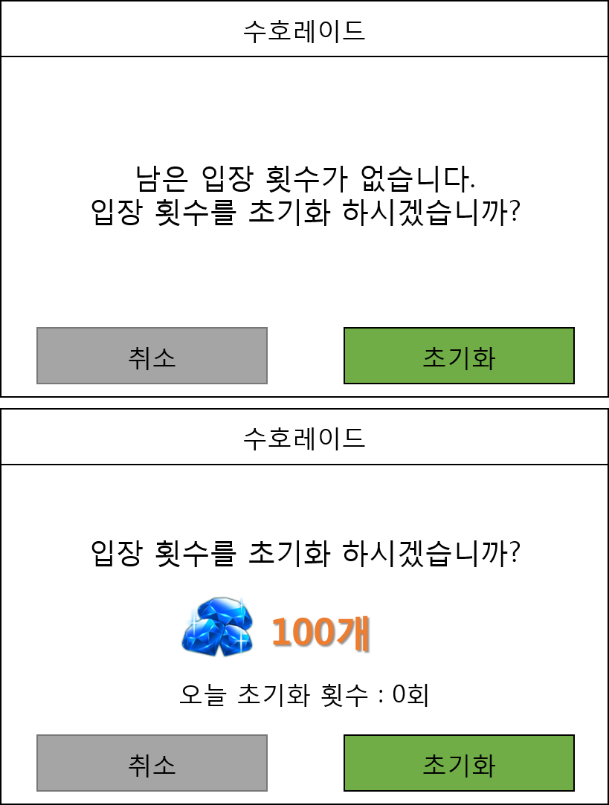 수호레이드
남은 입장 횟수가 없습니다.
입장 횟수를 초기화 하시겠습니까?
취소 초기화
수호레이드
입장 횟수를 초기화 하시겠습니까?
100개
오늘 초기화 횟수 : 0회
취소 초기화